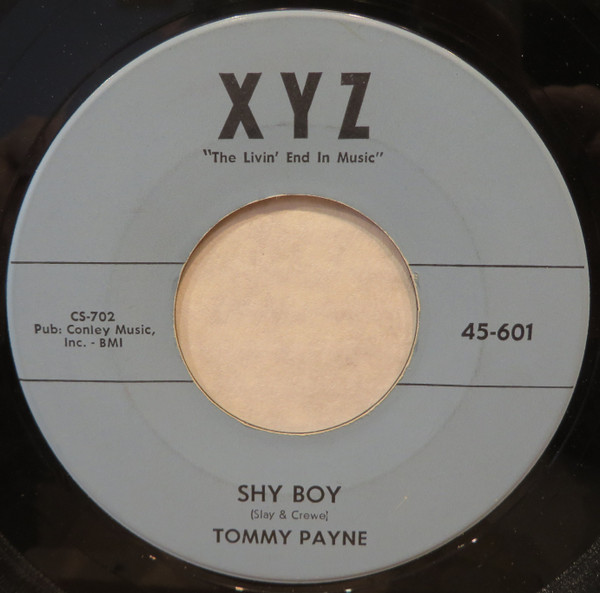 XYZ
"The Livin' End In Music"
CS-702
Pub: Conley Music,
Inc. - BMI
45-601
SHY BOY
(Slay & Crewe)
TOMMY PAYNE